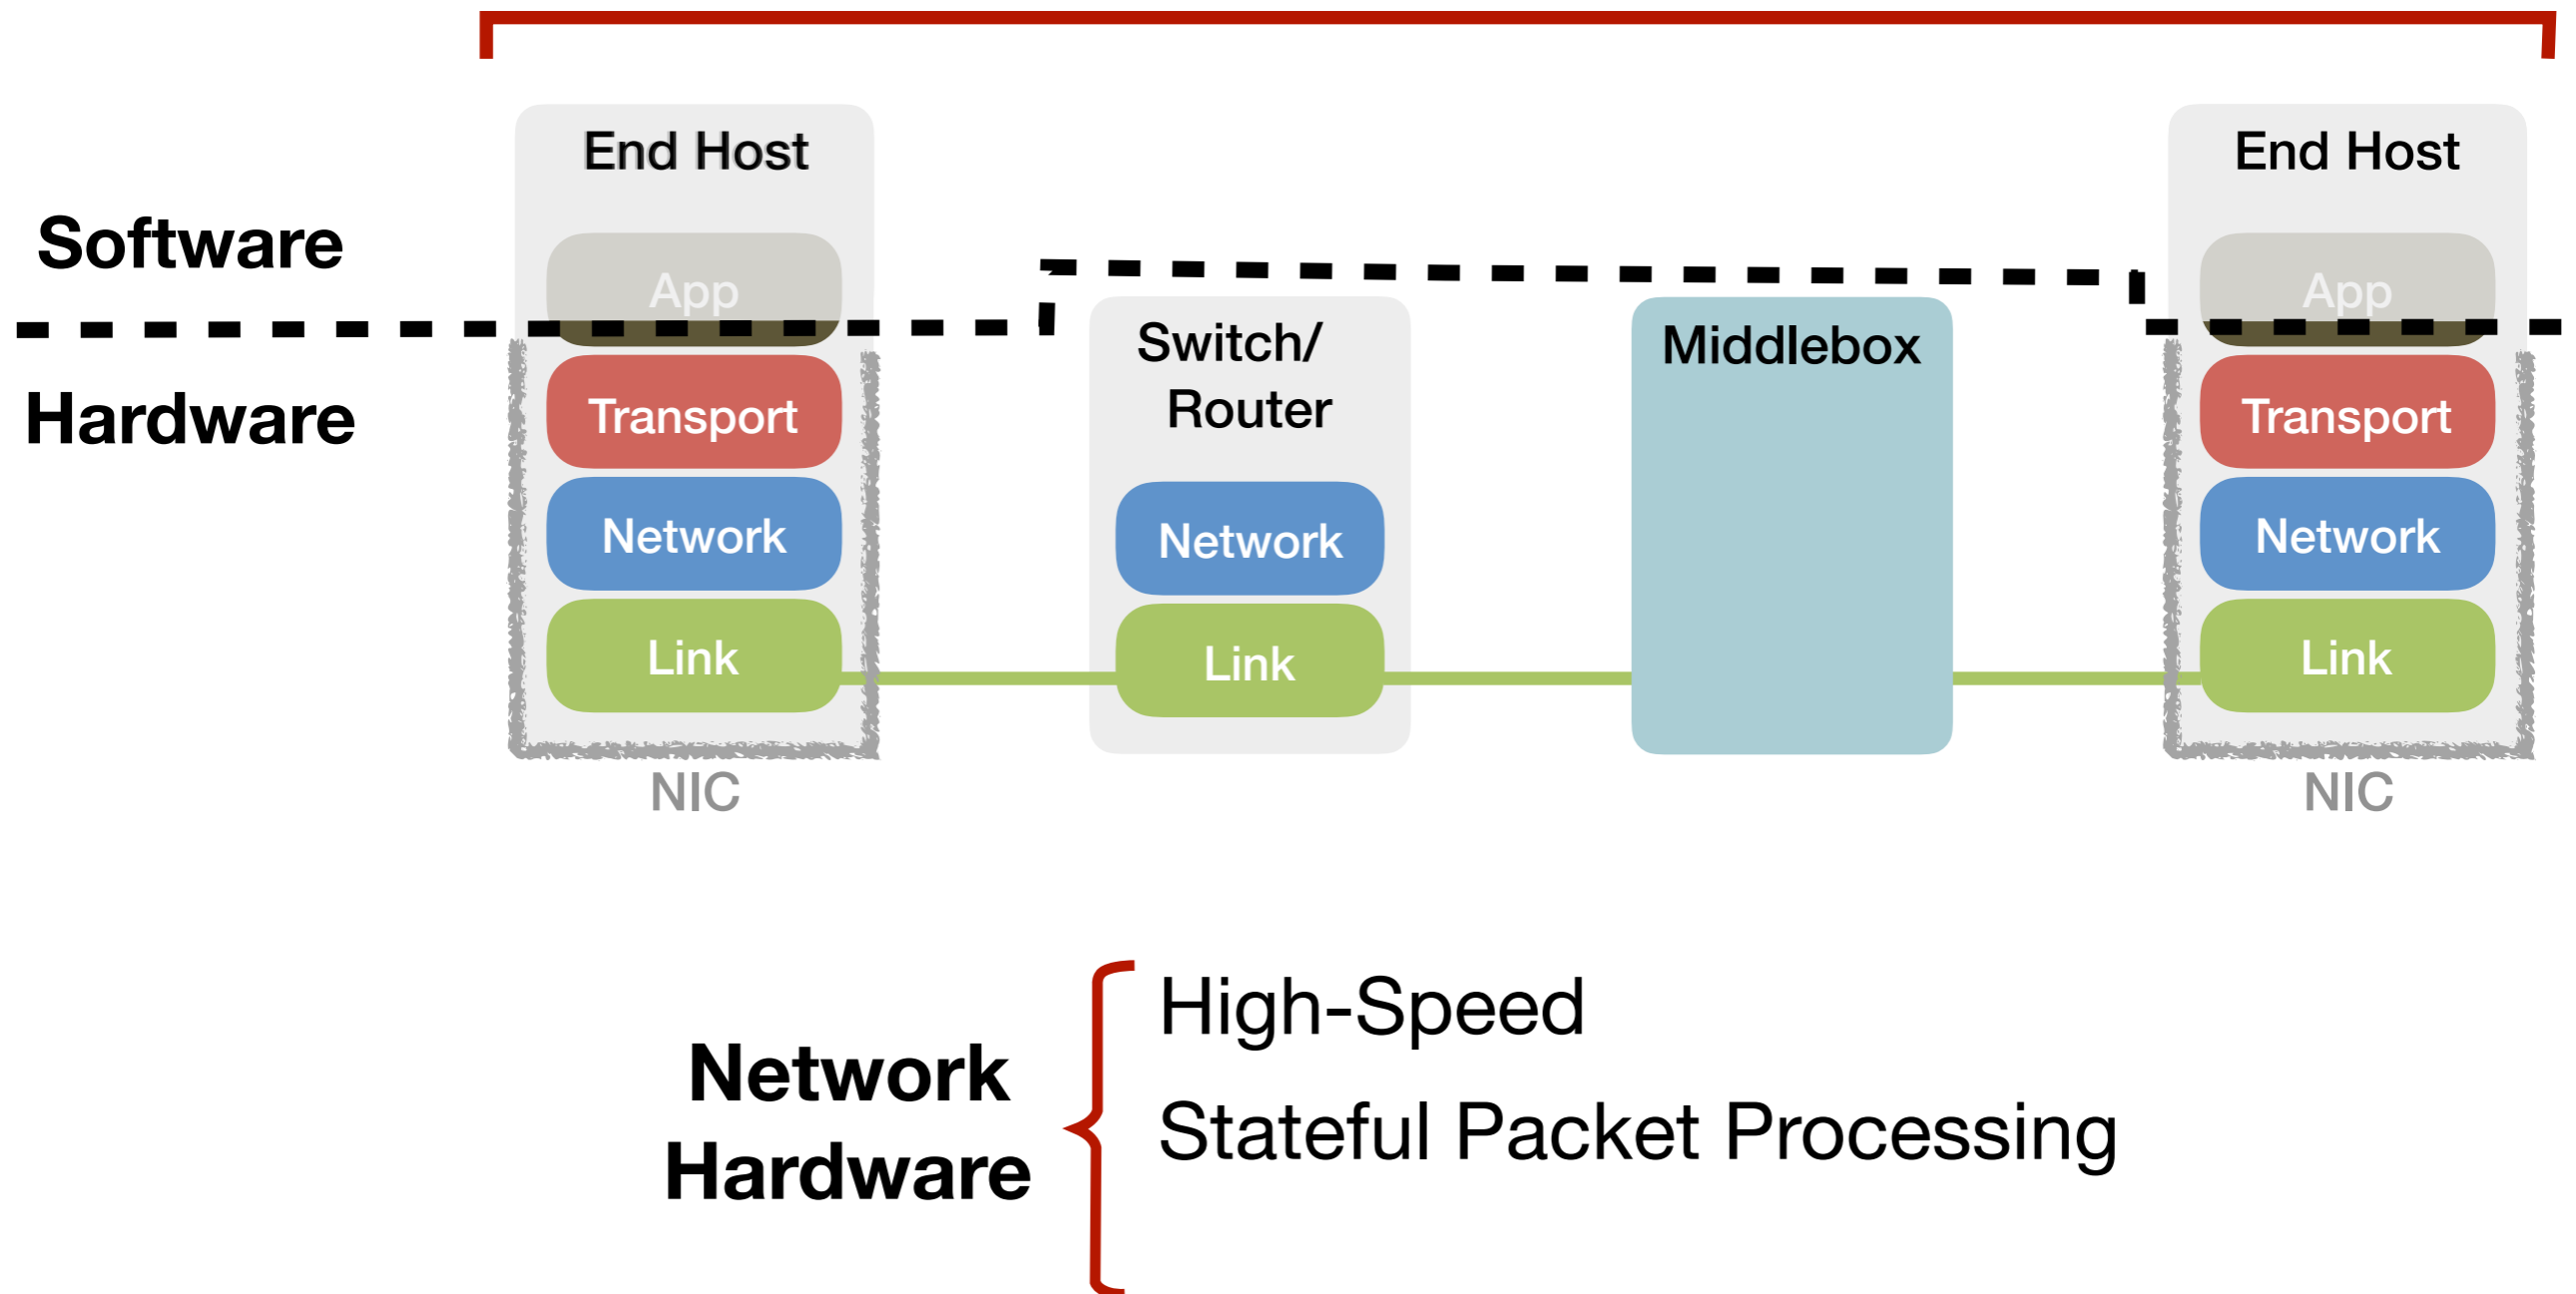 End Host
End Host
Software
App
App
Switch/
Router
Middlebox
Hardware
Transport
Transport
Network
Network
Network
Link
Link
Link
NIC
NIC
High-Speed
Network
Hardware
Stateful Packet Processing